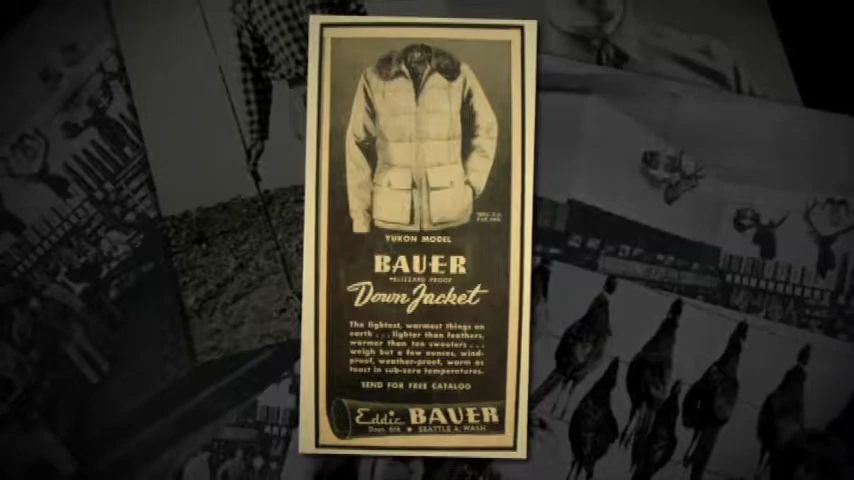 YUKON MODEL
BAUER
"BLIZZARD PROOF
Down Jacket
The lightest, warmest things on
earth . . . lighter than feathers,
warmer than ten sweaters . . .
weigh but a few ounces, wind-
proof, weather-proof, warm as
toast in sub-zero temperatures.
SEND FOR FREE CATALOG
Eddie BAUER
Dept. • SEATTLE 4, WASH